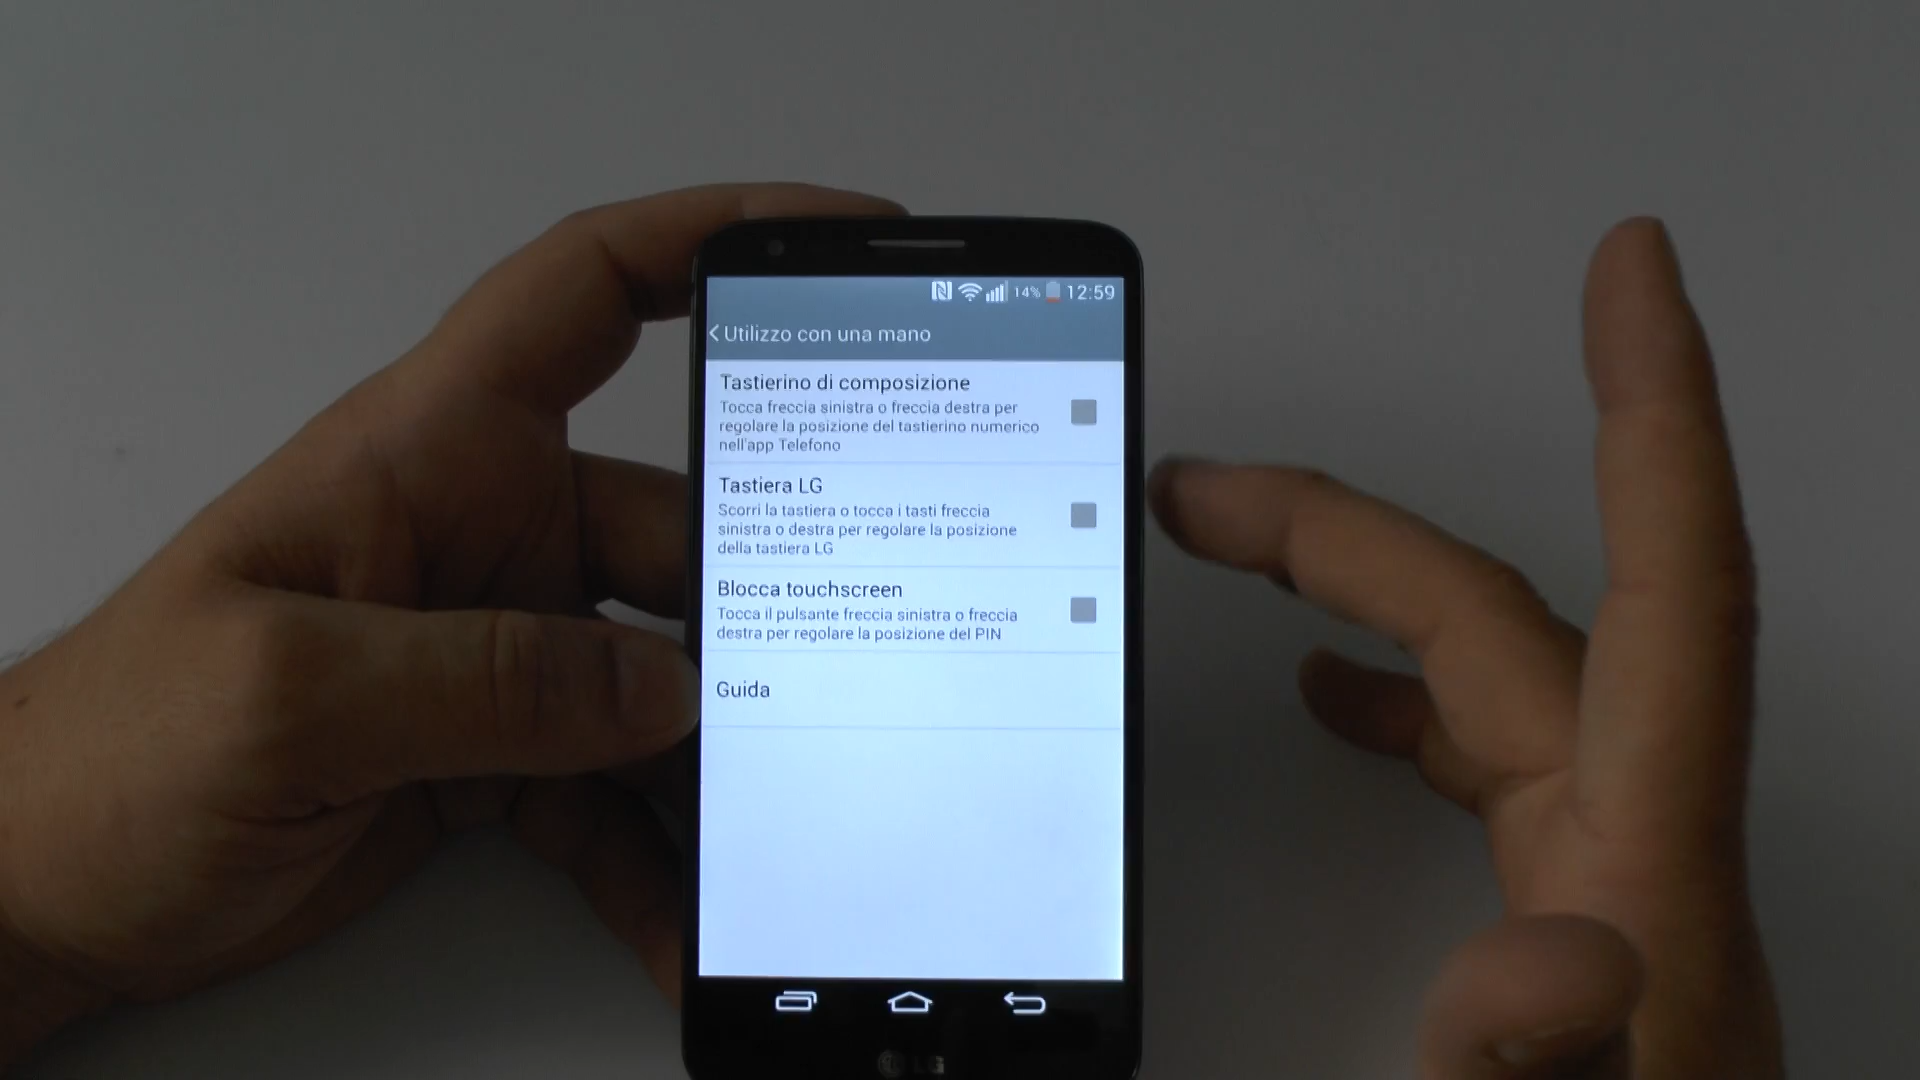 14% 12:59
Utilizzo con una mano
Tastierino di composizione
Tocca freccia sinistra o freccia destra per
regolare la posizione del tastierino numerico
nell'app Telefono
Tastiera LG
Scorri la tastiera o tocca i tasti freccia
sinistra o destra per regolare la posizione
della tastiera LG
Blocca touchscreen
Tocca il pulsante freccia sinistra o freccia
destra per regolare la posizione del PIN
Guida
LG